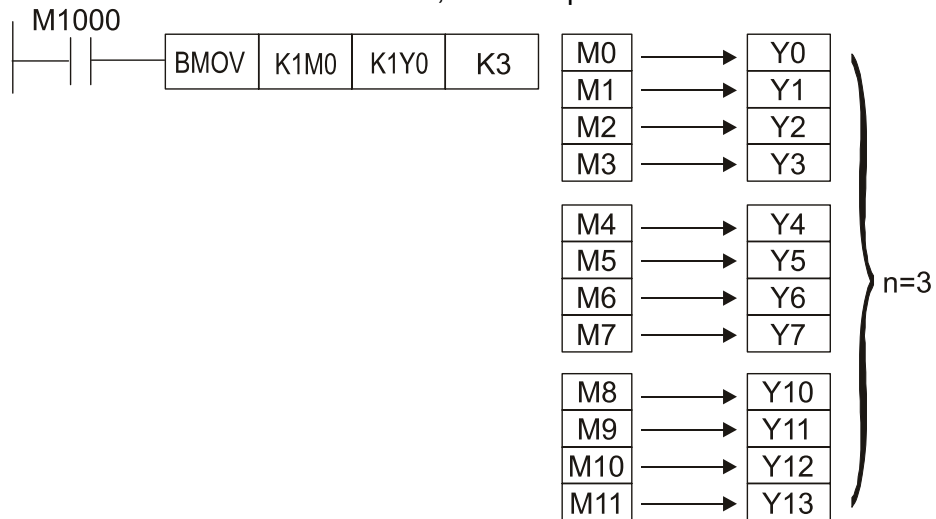 M1000
BMOV K1M0 K1Y0 K3
M0 Y0
M1 Y1
M2 Y2
M3 Y3
M4 Y4
M5 Y5
M6 Y6
M7 Y7
n=3
M8 Y10
M9 Y11
M10 Y12
M11 Y13